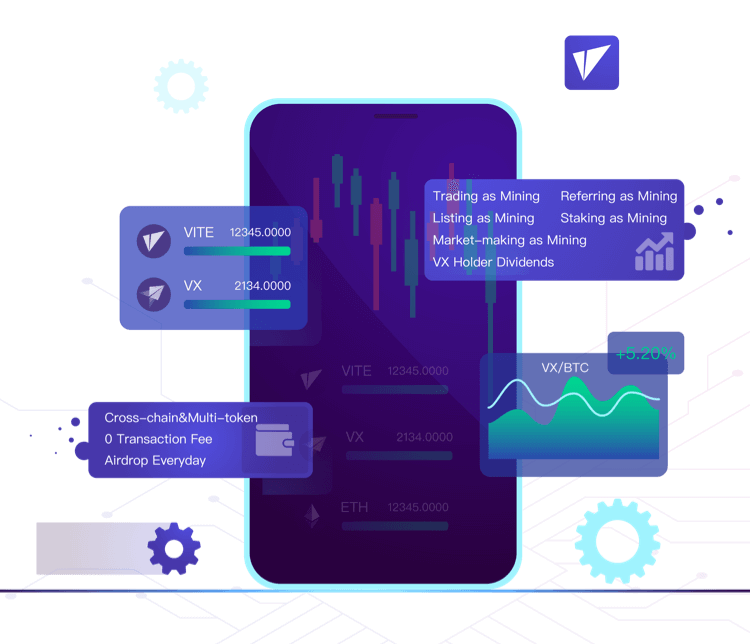 Trading as Mining Referring as Mining
Listing as Mining Staking as Mining
Market-making as Mining
VX Holder Dividends
VITE 12345.0000
VX 2134.0000
+5.20%
VX/BTC
VITE 12345.0000
VX 2134.0000
ETH 12345.0000
Cross-chain&Multi-token
0 Transaction Fee
Airdrop Everyday